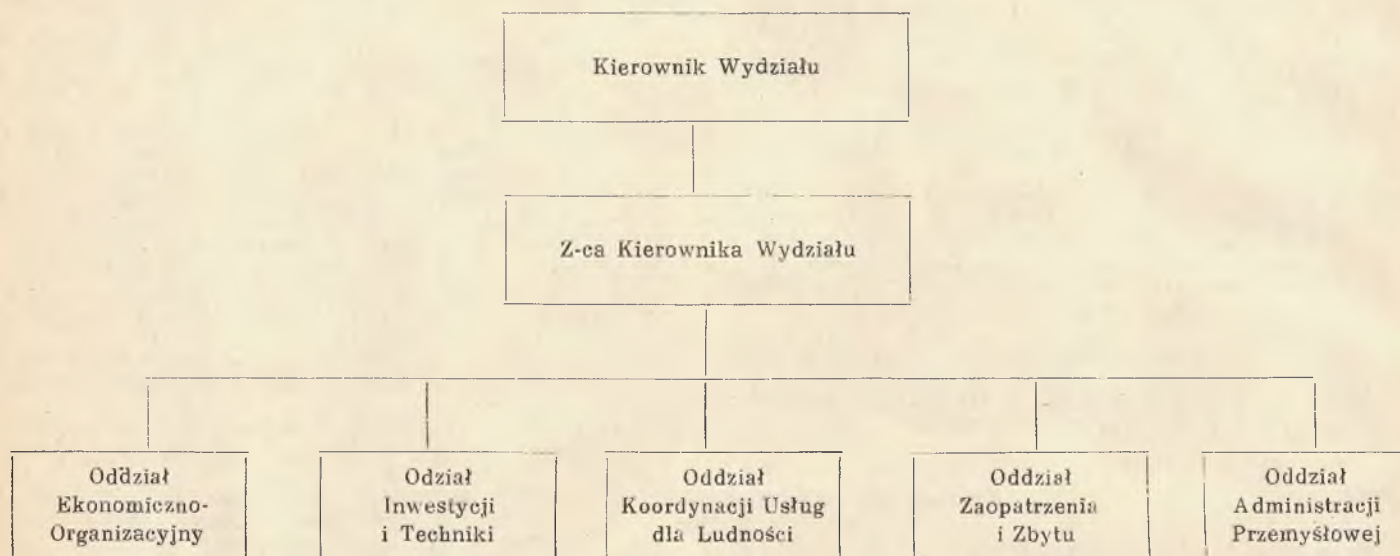 Kierownik Wydziału
Z-ca Kierownika Wydziału
Oddział
Ekonomiczno-
Organizacyjny
Odział
Inwestycji
i Techniki
Oddział
Koordynacji Usług
dla Ludności
Oddział
Zaopatrzenia
i Zbytu
Oddział
Administracji
Przemysłowej